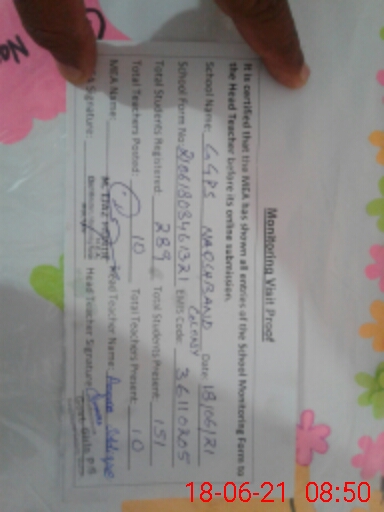 Monitoring Visit Proof
It is certified that the MEA has shown all entries of the School Monitoring Form to
the Head Teacher before its online submission.
School Name: GGPS NAQSHBAND COLONY Date: 18/06/21
School Form No: EMIS Code: 36110205
Total Students Registered: 289 Total Students Present: 151
Total Teachers Posted: 10 Total Teachers Present: 10
MEA Name: Head Teacher Name:
Signature: Head Teacher Signature:
18-06-21 08:50